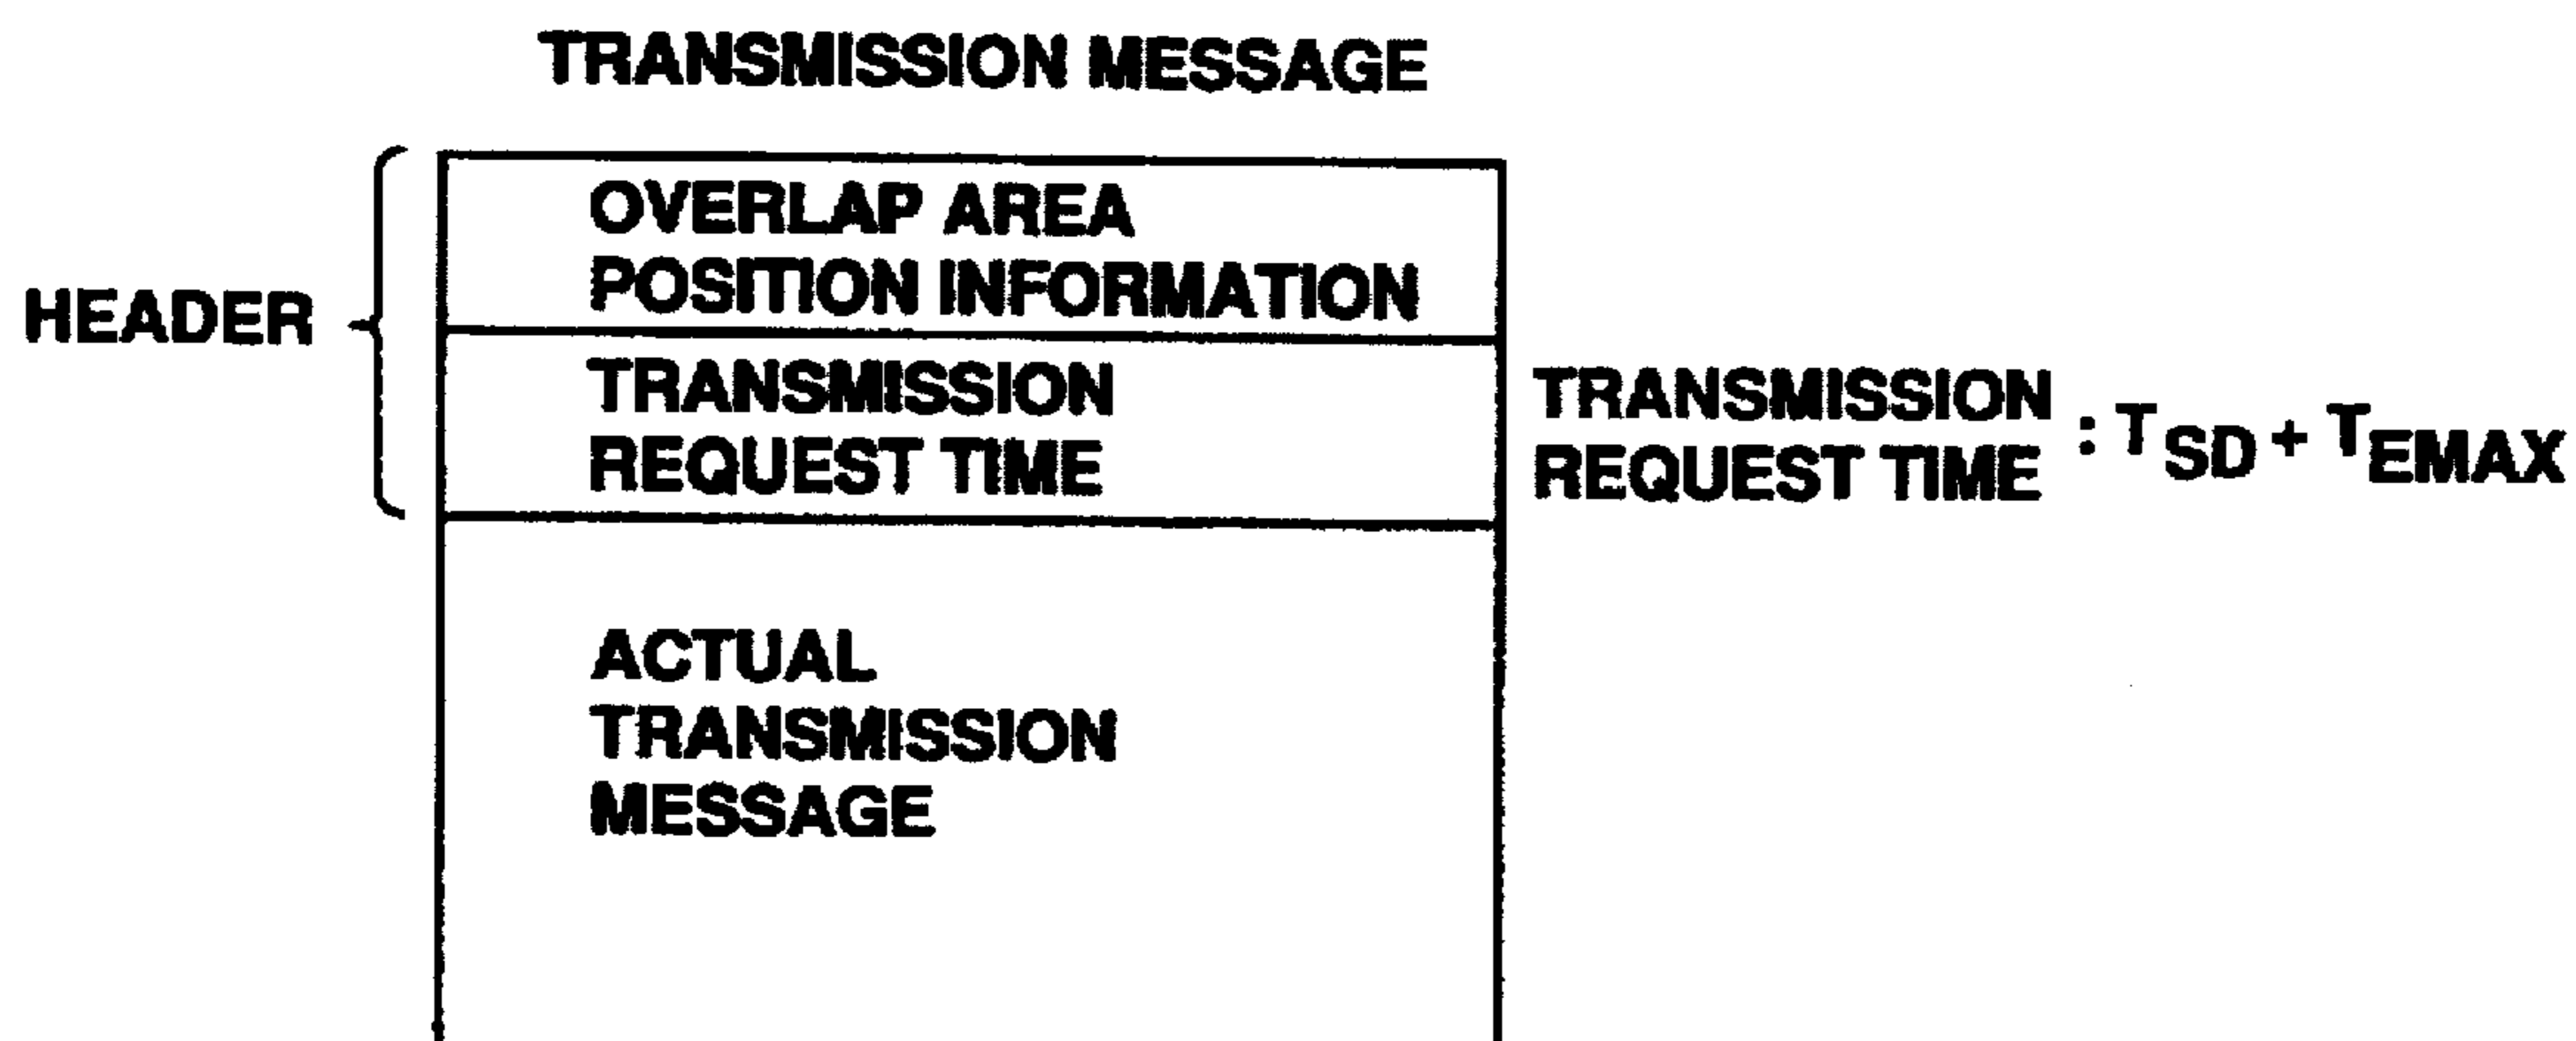 TRANSMISSION MESSAGE
HEADER
OVERLAP AREA
POSITION INFORMATION
TRANSMISSION
REQUEST TIME
TRANSMISSION
REQUEST TIME : TSD + TEMAX
ACTUAL
TRANSMISSION
MESSAGE